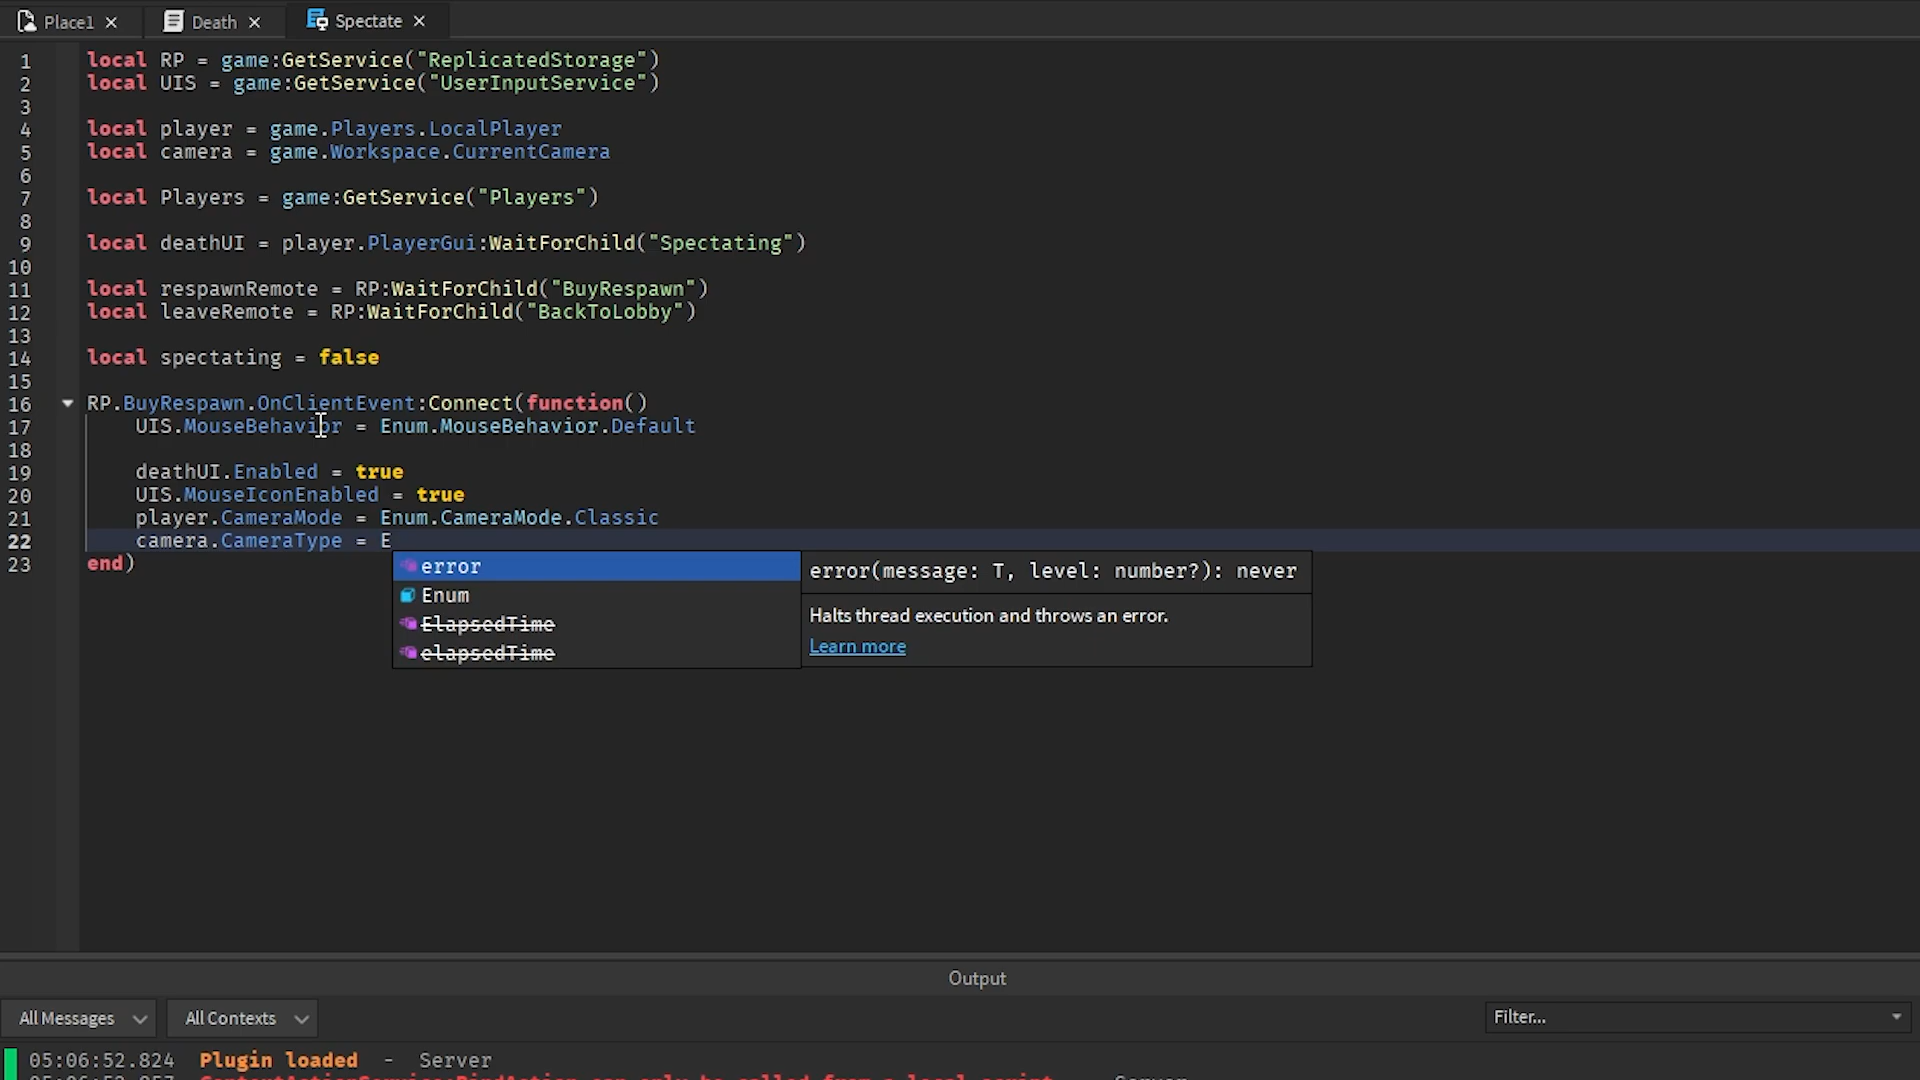 Place1 × Death × Spectate ×
1 local RP = game:GetService("ReplicatedStorage")
2 local UIS = game:GetService("UserInputService")
3
4 local player = game.Players.LocalPlayer
5 local camera = game.Workspace.CurrentCamera
6
7 local Players = game:GetService("Players")
8
9 local deathUI = player.PlayerGui:WaitForChild("Spectating")
10
11 local respawnRemote = RP:WaitForChild("BuyRespawn")
12 local leaveRemote = RP:WaitForChild("BackToLobby")
13
14 local spectating = false
15
16 RP.BuyRespawn.OnClientEvent:Connect(function()
17 UIS.MouseBehavior = Enum.MouseBehavior.Default
18
19 deathUI.Enabled = true
20 UIS.MouseIconEnabled = true
21 player.CameraMode = Enum.CameraMode.Classic
22 camera.CameraType = E
23 end)
error
Enum
ElapsedTime
elapsedTime
error(message: T, level: number?): never
Halts thread execution and throws an error.
Learn more
Output
All Messages All Contexts Filter...
05:06:52.824 Plugin loaded - Server